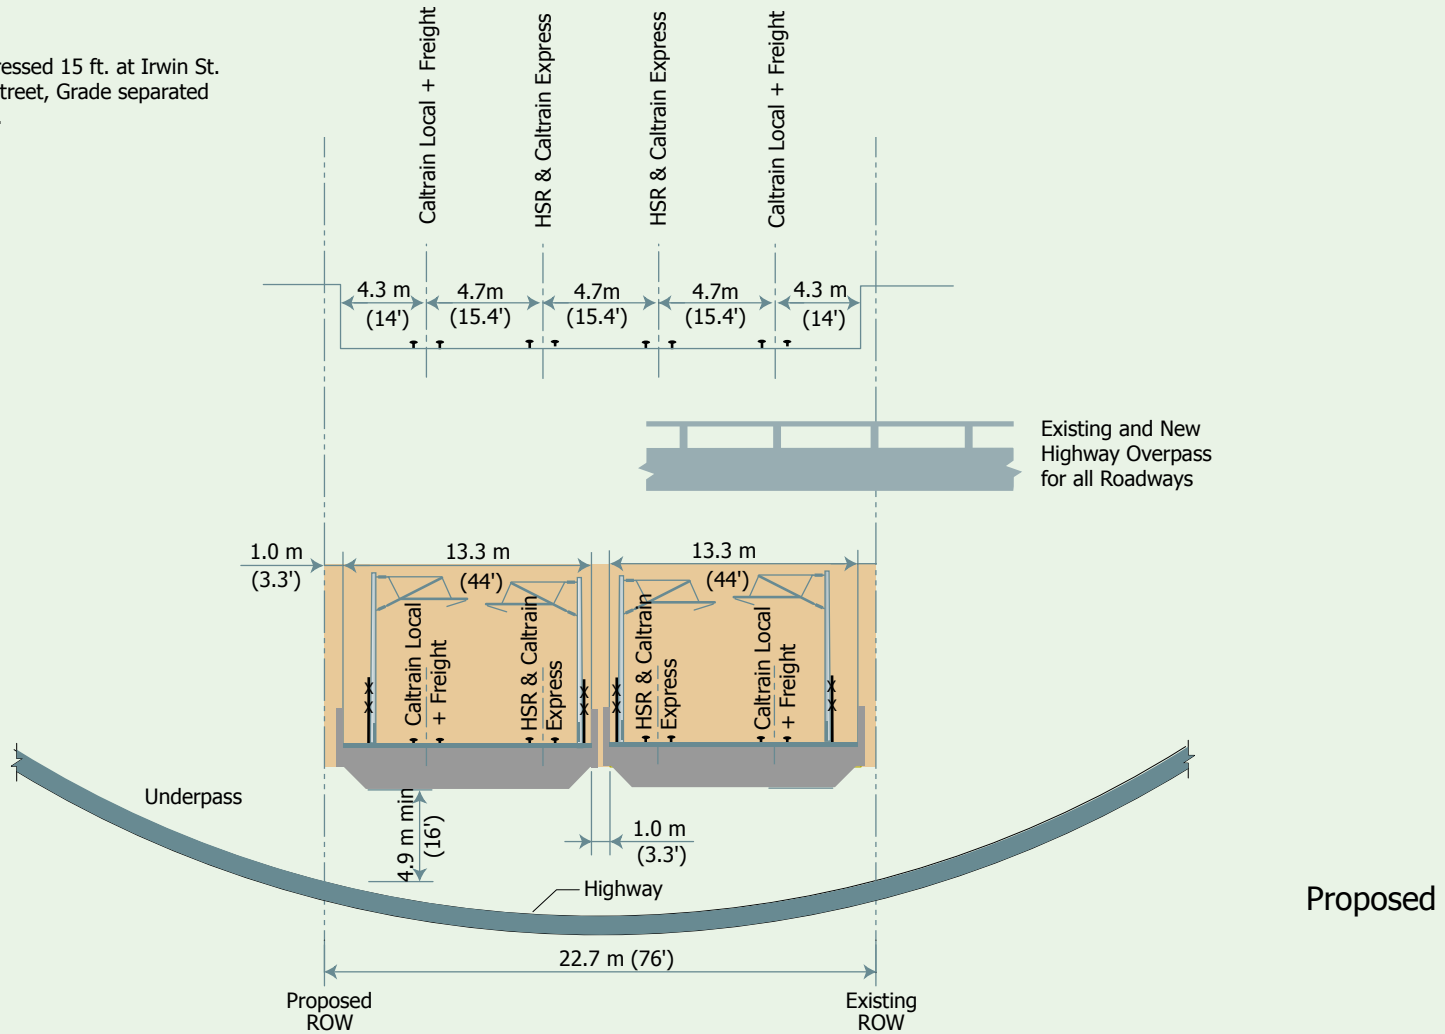 ressed 15 ft. at Irwin St.
treet, Grade separated
Caltrain Local + Freight
HSR & Caltrain Express
HSR & Caltrain Express
Caltrain Local + Freight
4.3 m
(14')
4.7m
(15.4')
4.7m
(15.4')
4.7m
(15.4')
4.3 m
(14')
Existing and New
Highway Overpass
for all Roadways
1.0 m
(3.3')
13.3 m
(44')
13.3 m
(44')
Caltrain Local
+ Freight
HSR & Caltrain
Express
HSR & Caltrain
Express
Caltrain Local
+ Freight
Underpass
4.9 m min
(16')
1.0 m
(3.3')
Highway
Proposed
22.7 m (76')
Proposed
ROW
Existing
ROW